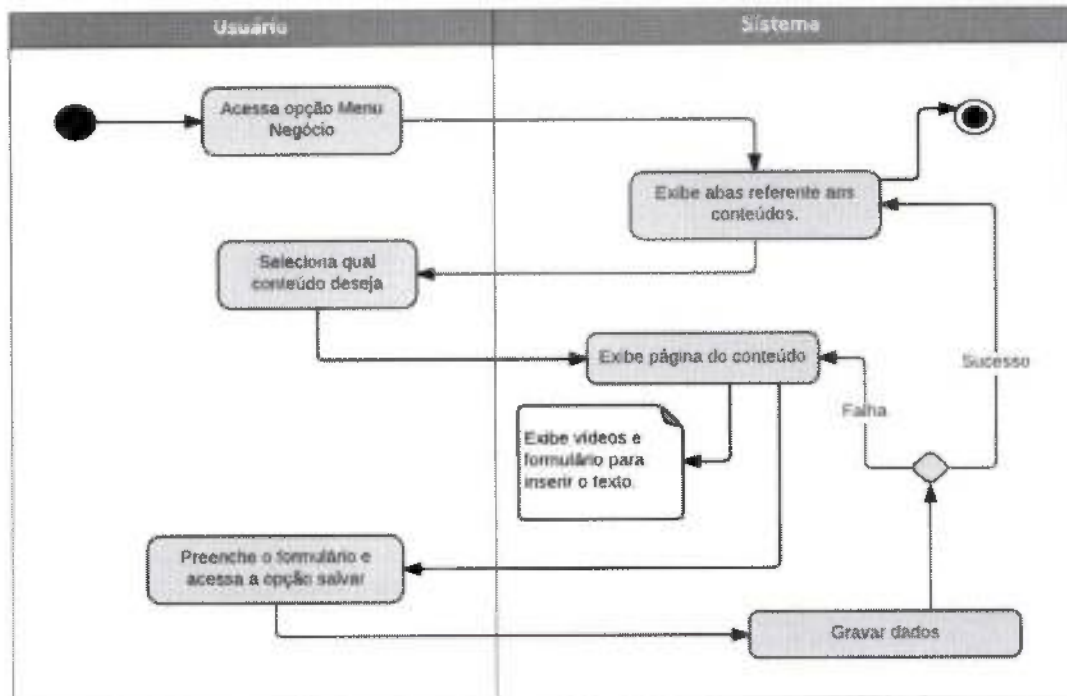 Usuário
Sistema
Acessa opção Menu
Negócio
Exibe abas referente aos
conteúdos.
Seleciona qual
conteúdo deseja
Exibe página do conteúdo
Sucesso
Falha
Exibe vídeos e
formulário para
inserir o texto.
Preenche o formulário e
acessa a opção salvar
Gravar dados